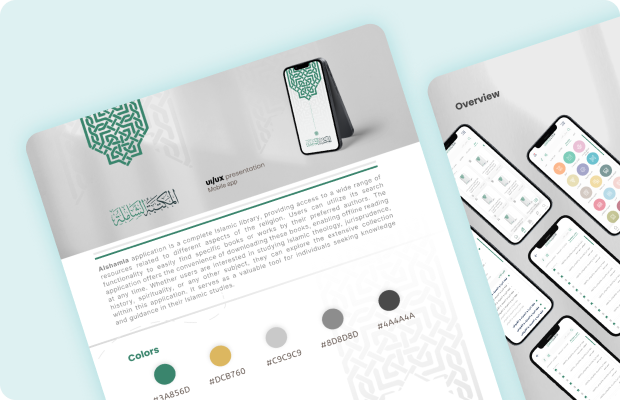 المكتبة الشاملة
ui/ux presentation
Mobile app
Alshamla application is a complete Islamic library, providing access to a wide range of
resources related to different aspects of the religion. Users can utilize its search
functionality to easily find specific books or works by their preferred authors. The
application offers the convenience of downloading these books, enabling offline reading
at any time. Whether users are interested in studying Islamic theology, jurisprudence,
history, spirituality, or any other subject, they can explore the extensive collection
within this application. It serves as a valuable tool for individuals seeking knowledge
and guidance in their Islamic studies.
Colors
#3A856D
#DCB760
#C9C9C9
#8D8D8D
#4A4A4A
Overview